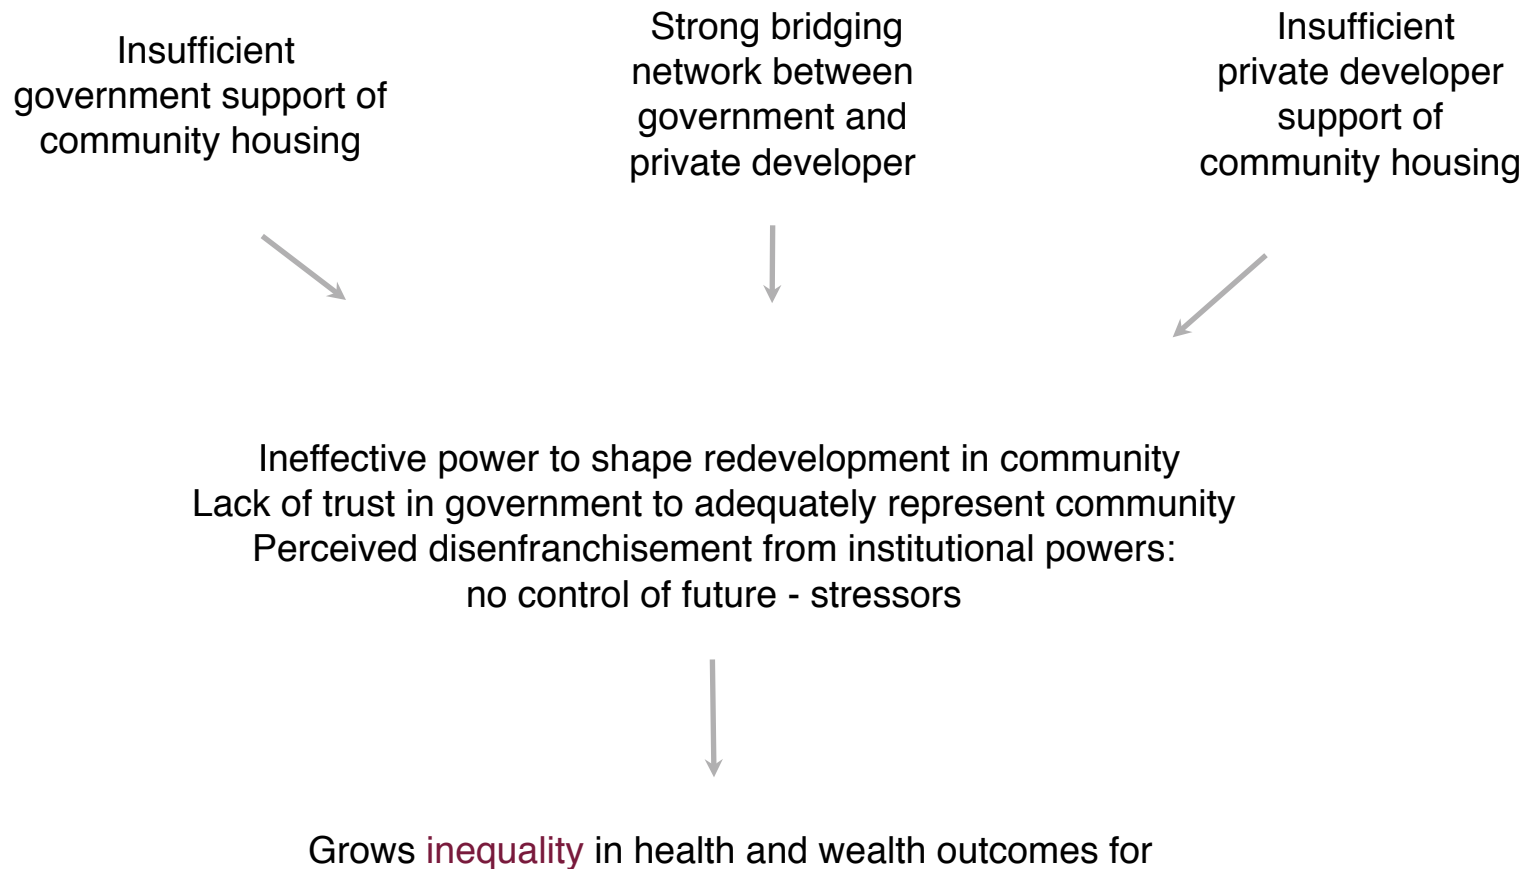 Insufficient
government support of
community housing
Strong bridging
network between
government and
private developer
Insufficient
private developer
support of
community housing
Ineffective power to shape redevelopment in community
Lack of trust in government to adequately represent community
Perceived disenfranchisement from institutional powers:
no control of future - stressors
Grows inequality in health and wealth outcomes for